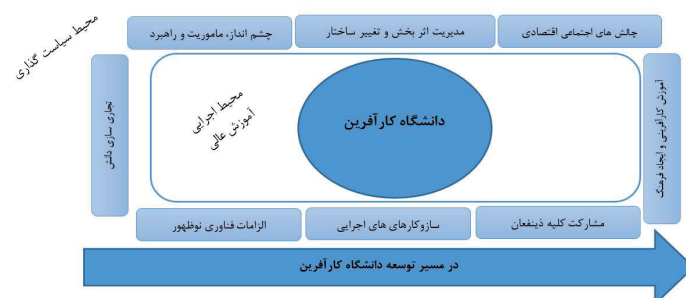 محیط سیاست گذاری
چالش های اجتماعی اقتصادی
مدیریت اثر بخش و تغییر ساختار
چشم انداز، ماموریت و راهبرد
آموزش کارآفرینی و ایجاد فرهنگ
دانشگاه کارآفرین
محیط اجرایی
آموزش عالی
تجاری سازی دانش
مشارکت کلیه ذینفعان
سازوکارهای های اجرایی
الزامات فناوری نوظهور
در مسیر توسعه دانشگاه کارآفرین